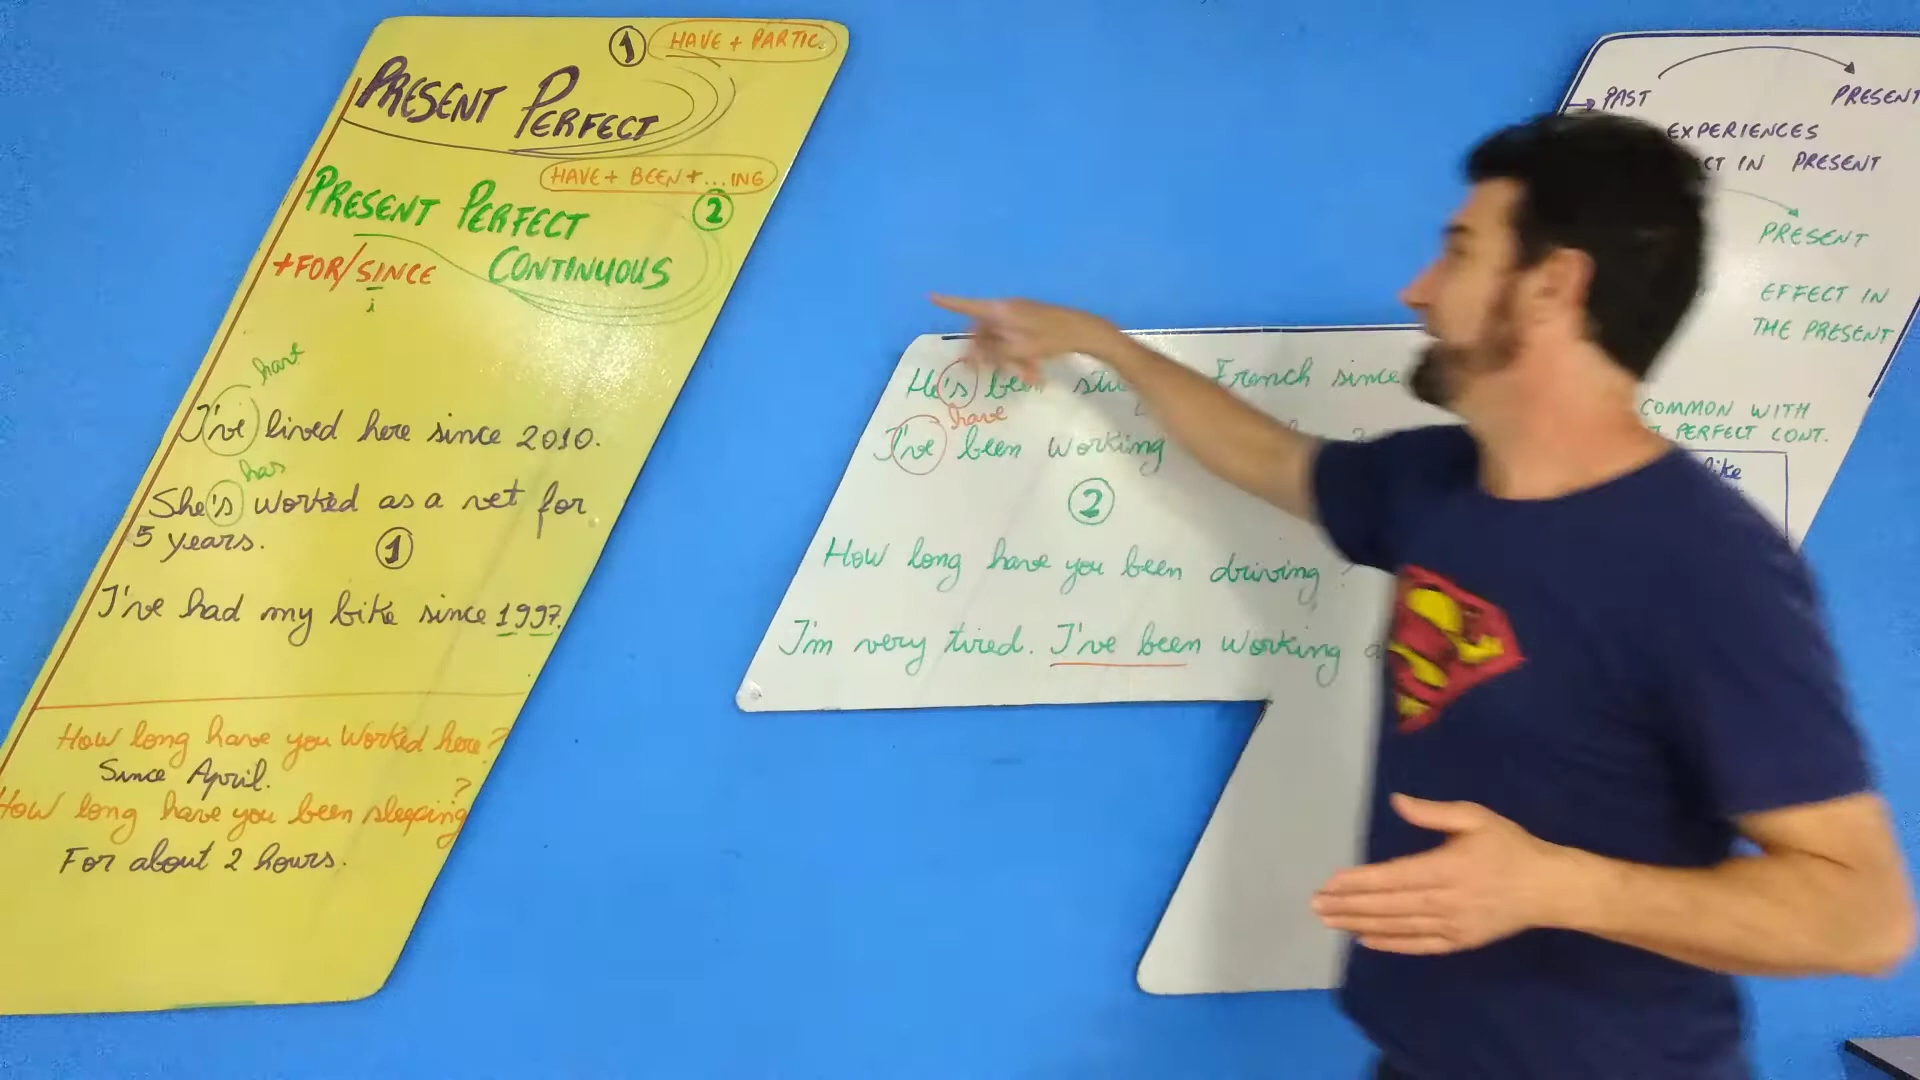 1 HAVE + PARTIC.
PRESENT PERFECT
HAVE + BEEN + ... ING
PRESENT PERFECT 2
+ FOR/SINCE CONTINUOUS
i
have
I've lived here since 2010.
has
She's worked as a vet for
5 years. 1
I've had my bike since 1997.
How long have you worked here?
Since April.
How long have you been sleeping?
For about 2 hours.
He's been French since
have
I've been working
2
How long have you been driving ?
I'm very tired. I've been working
PAST PRESENT
EXPERIENCES
IN PRESENT
PRESENT
EFFECT IN
THE PRESENT
COMMON WITH
PERFECT CONT.
like